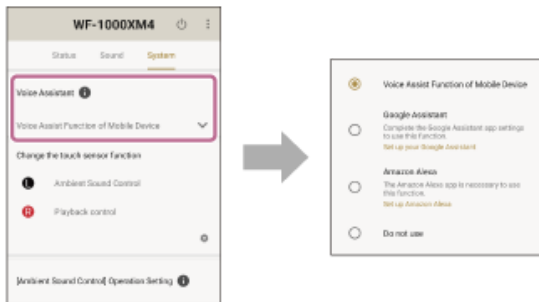 WF-1000XM4
Status Sound System
Voice Assistant
Voice Assist Function of Mobile Device
Change the touch sensor function
L Ambient Sound Control
R Playback control
[Ambient Sound Control] Operation Setting
Voice Assist Function of Mobile Device
Google Assistant
Complete the Google Assistant app settings
to use this function.
Set up your Google Assistant
Amazon Alexa
The Amazon Alexa app is necessary to use
this function.
Set up Amazon Alexa
Do not use